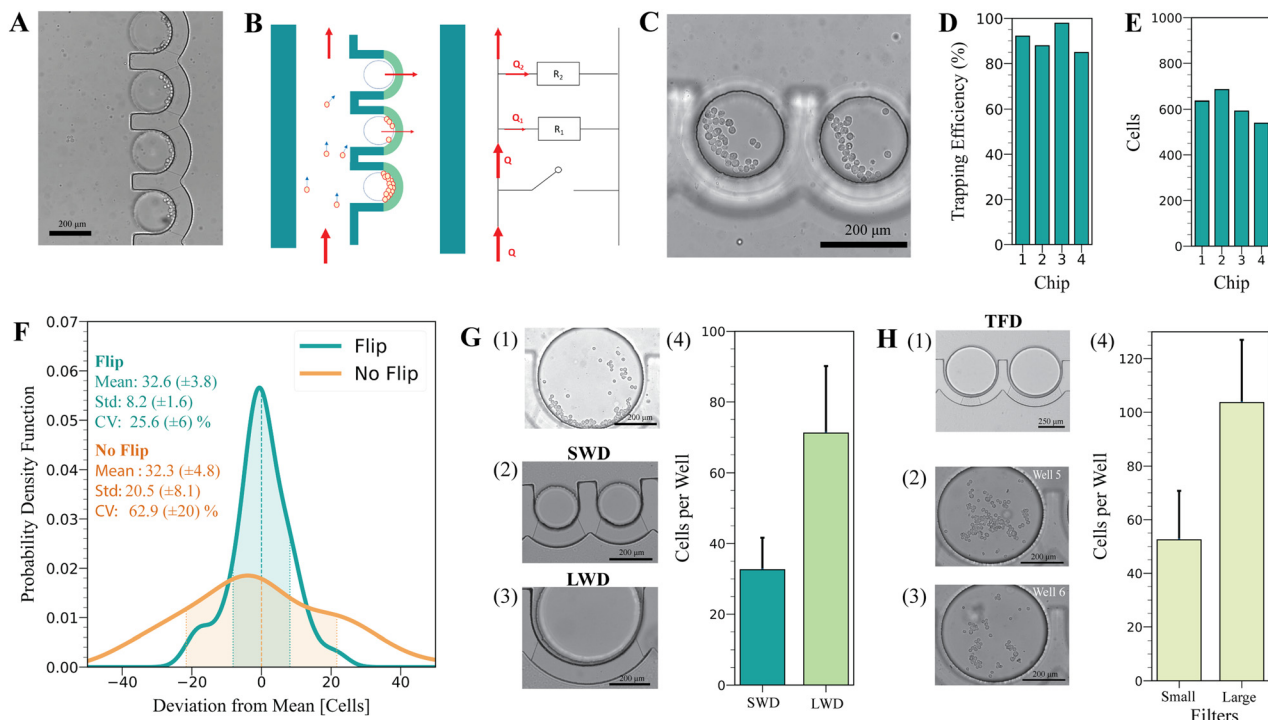 A
200 μm
B
Q₂
R₂
Q₁
R₁
Q
Q
C
200 μm
D
Trapping Efficiency (%)
100
80
60
40
20
0
1 2 3 4
Chip
E
Cells
1000
800
600
400
200
0
1 2 3 4
Chip
F
Probability Density Function
0.07
0.06
0.05
0.04
0.03
0.02
0.01
0.00
Flip
Mean: 32.6 (±3.8)
Std: 8.2 (±1.6)
CV: 25.6 (±6) %
No Flip
Mean : 32.3 (±4.8)
Std: 20.5 (±8.1)
CV: 62.9 (±20) %
Flip
No Flip
−40 −20 0 20 40
Deviation from Mean [Cells]
G
(1)
200 μm
SWD
(2)
200 μm
LWD
(3)
200 μm
(4)
Cells per Well
100
80
60
40
20
0
SWD LWD
H
TFD
(1)
250 μm
(2)
Well 5
200 μm
(3)
Well 6
200 μm
(4)
Cells per Well
120
100
80
60
40
20
0
Small Large
Filters